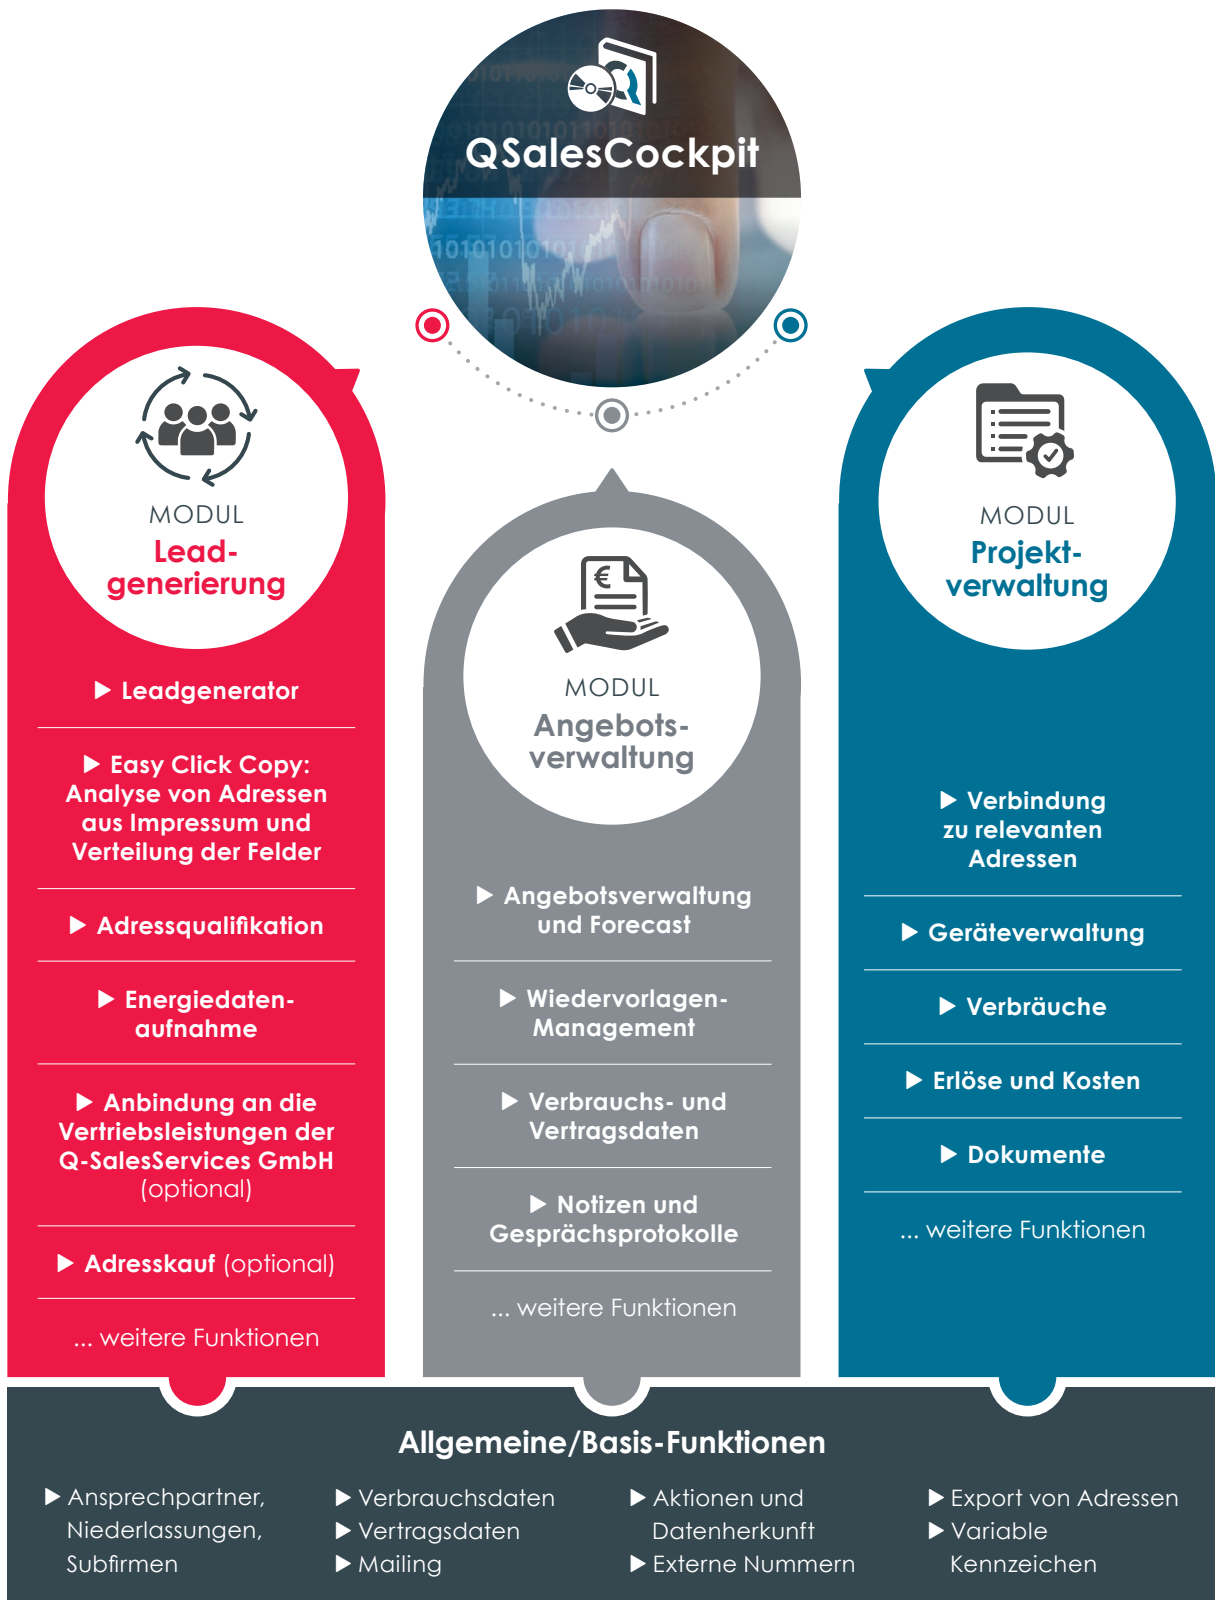 QSalesCockpit
MODUL
Lead-
generierung
▶ Leadgenerator
▶ Easy Click Copy:
Analyse von Adressen
aus Impressum und
Verteilung der Felder
▶ Adressqualifikation
▶ Energiedaten-
aufnahme
▶ Anbindung an die
Vertriebsleistungen der
Q-SalesServices GmbH
(optional)
▶ Adresskauf (optional)
... weitere Funktionen
MODUL
Angebots-
verwaltung
▶ Angebotsverwaltung
und Forecast
▶ Wiedervorlagen-
Management
▶ Verbrauchs- und
Vertragsdaten
▶ Notizen und
Gesprächsprotokolle
... weitere Funktionen
MODUL
Projekt-
verwaltung
▶ Verbindung
zu relevanten
Adressen
▶ Geräteverwaltung
▶ Verbräuche
▶ Erlöse und Kosten
▶ Dokumente
... weitere Funktionen
Allgemeine/Basis-Funktionen
▶ Ansprechpartner,
Niederlassungen,
Subfirmen
▶ Verbrauchsdaten
▶ Vertragsdaten
▶ Mailing
▶ Aktionen und
Datenherkunft
▶ Externe Nummern
▶ Export von Adressen
▶ Variable
Kennzeichen